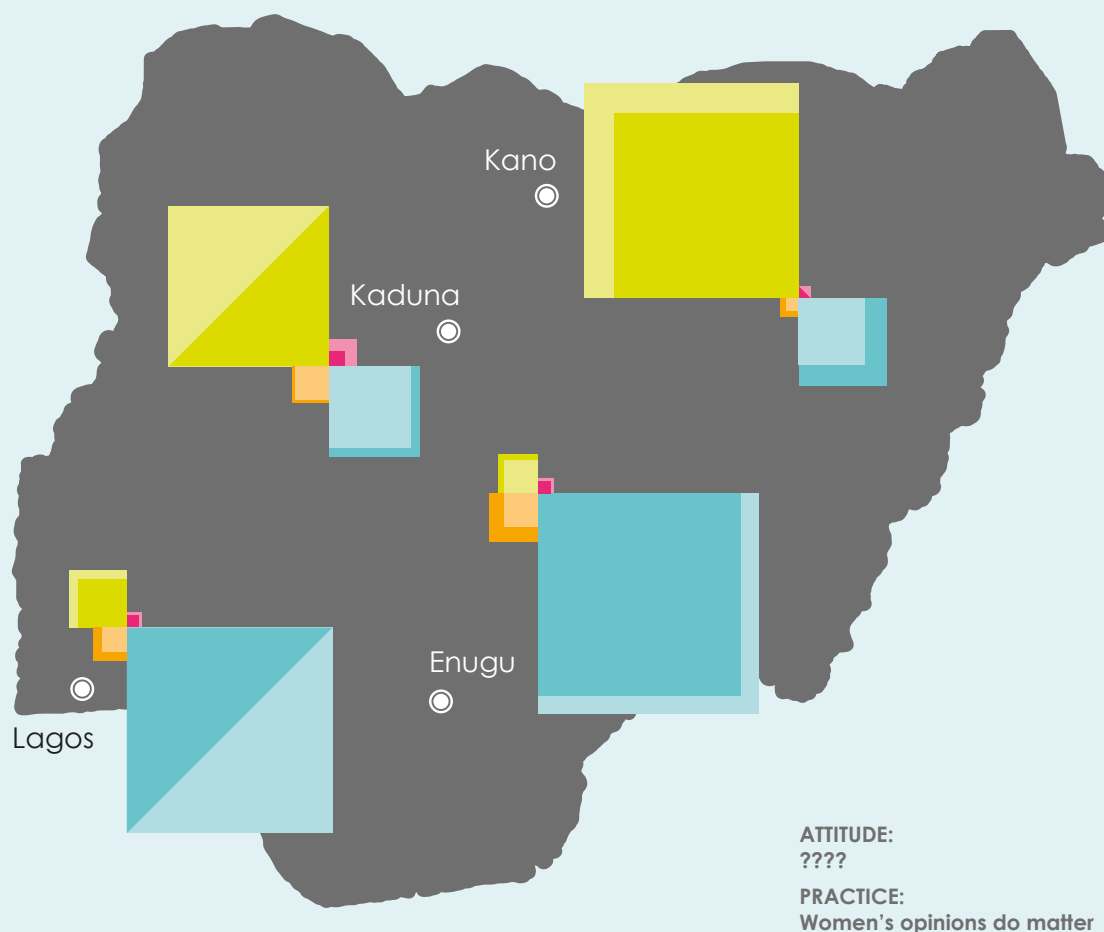 Kano
Kaduna
Enugu
Lagos
ATTITUDE:
????
PRACTICE:
Women's opinions do matter